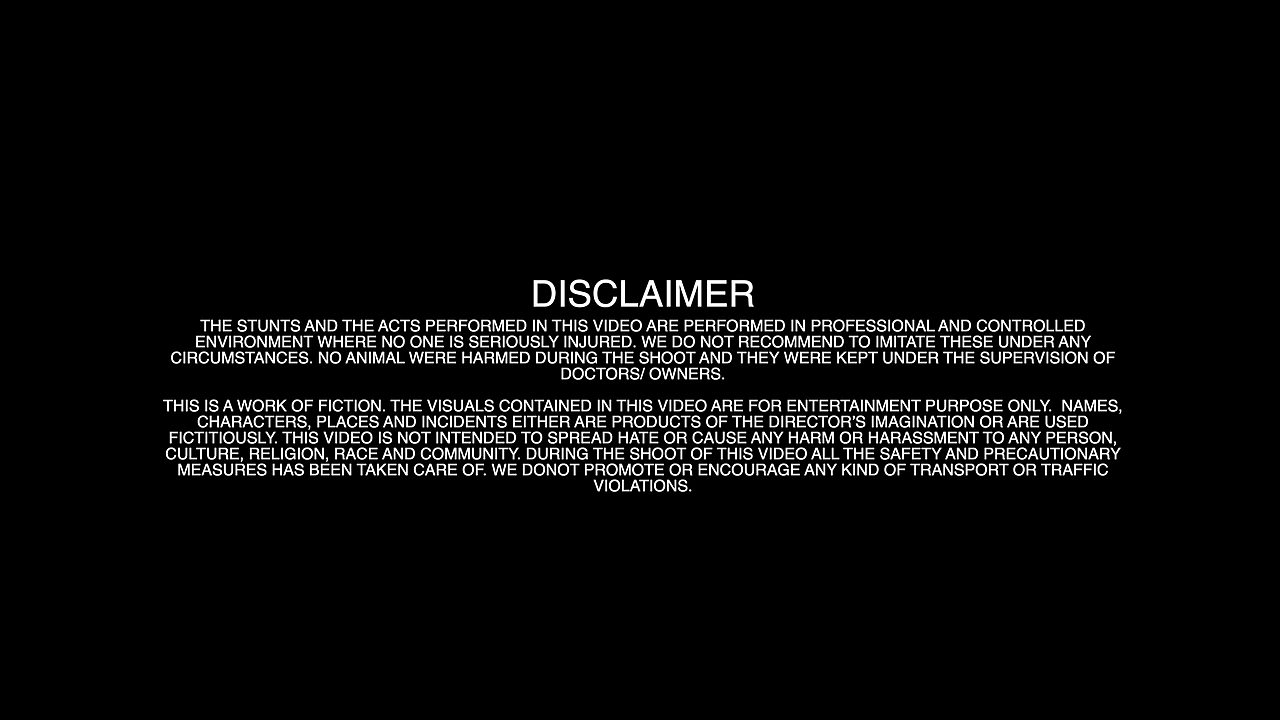 DISCLAIMER
THE STUNTS AND THE ACTS PERFORMED IN THIS VIDEO ARE PERFORMED IN PROFESSIONAL AND CONTROLLED
ENVIRONMENT WHERE NO ONE IS SERIOUSLY INJURED. WE DO NOT RECOMMEND TO IMITATE THESE UNDER ANY
CIRCUMSTANCES. NO ANIMAL WERE HARMED DURING THE SHOOT AND THEY WERE KEPT UNDER THE SUPERVISION OF
DOCTORS/ OWNERS.
THIS IS A WORK OF FICTION. THE VISUALS CONTAINED IN THIS VIDEO ARE FOR ENTERTAINMENT PURPOSE ONLY.  NAMES,
CHARACTERS, PLACES AND INCIDENTS EITHER ARE PRODUCTS OF THE DIRECTOR'S IMAGINATION OR ARE USED
FICTITIOUSLY. THIS VIDEO IS NOT INTENDED TO SPREAD HATE OR CAUSE ANY HARM OR HARASSMENT TO ANY PERSON,
CULTURE, RELIGION, RACE AND COMMUNITY. DURING THE SHOOT OF THIS VIDEO ALL THE SAFETY AND PRECAUTIONARY
MEASURES HAS BEEN TAKEN CARE OF. WE DONOT PROMOTE OR ENCOURAGE ANY KIND OF TRANSPORT OR TRAFFIC
VIOLATIONS.